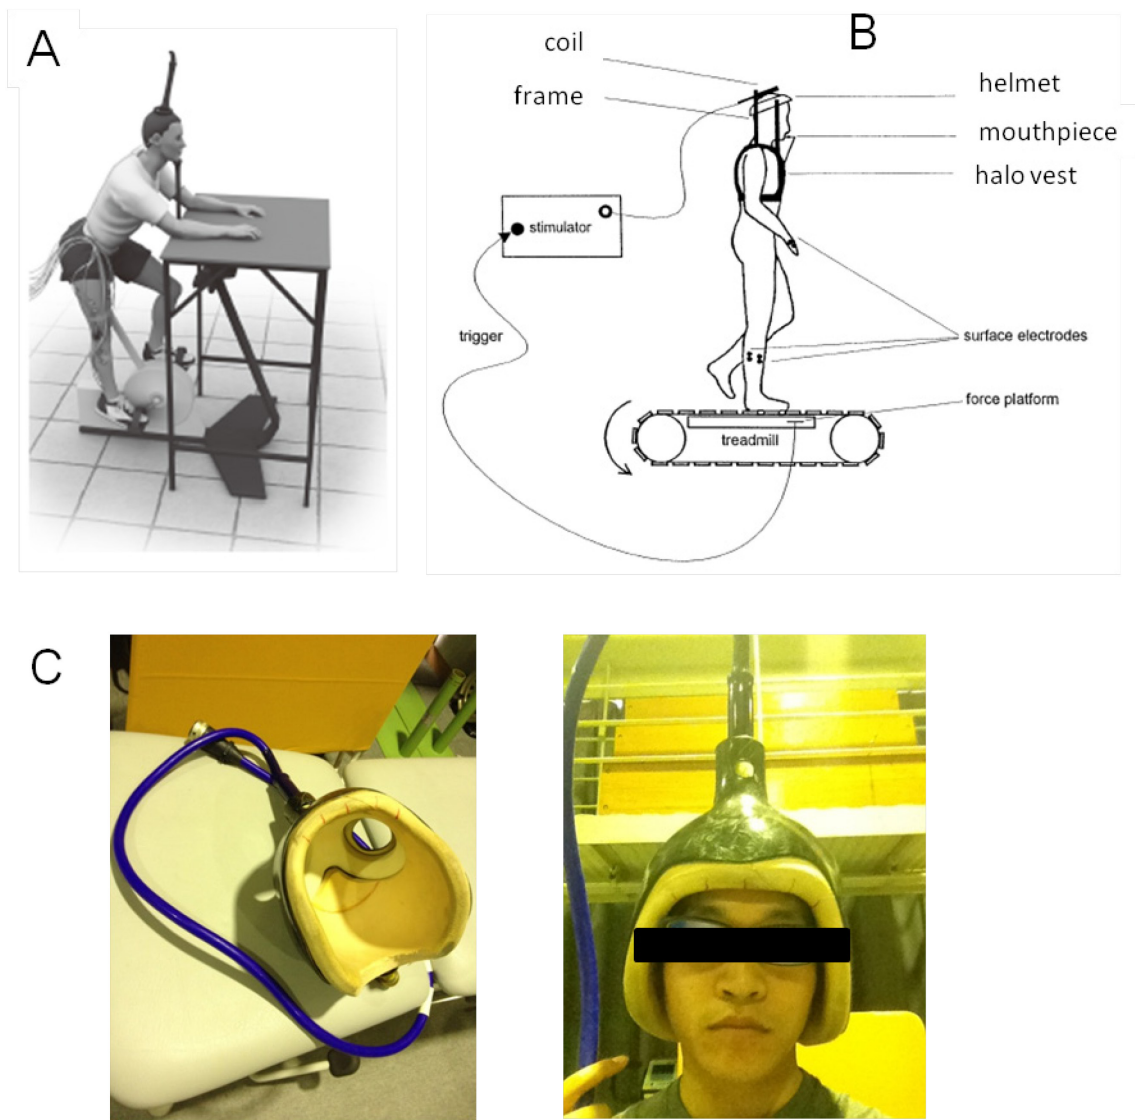 A
B
coil
frame
helmet
mouthpiece
halo vest
stimulator
trigger
surface electrodes
force platform
treadmill
C